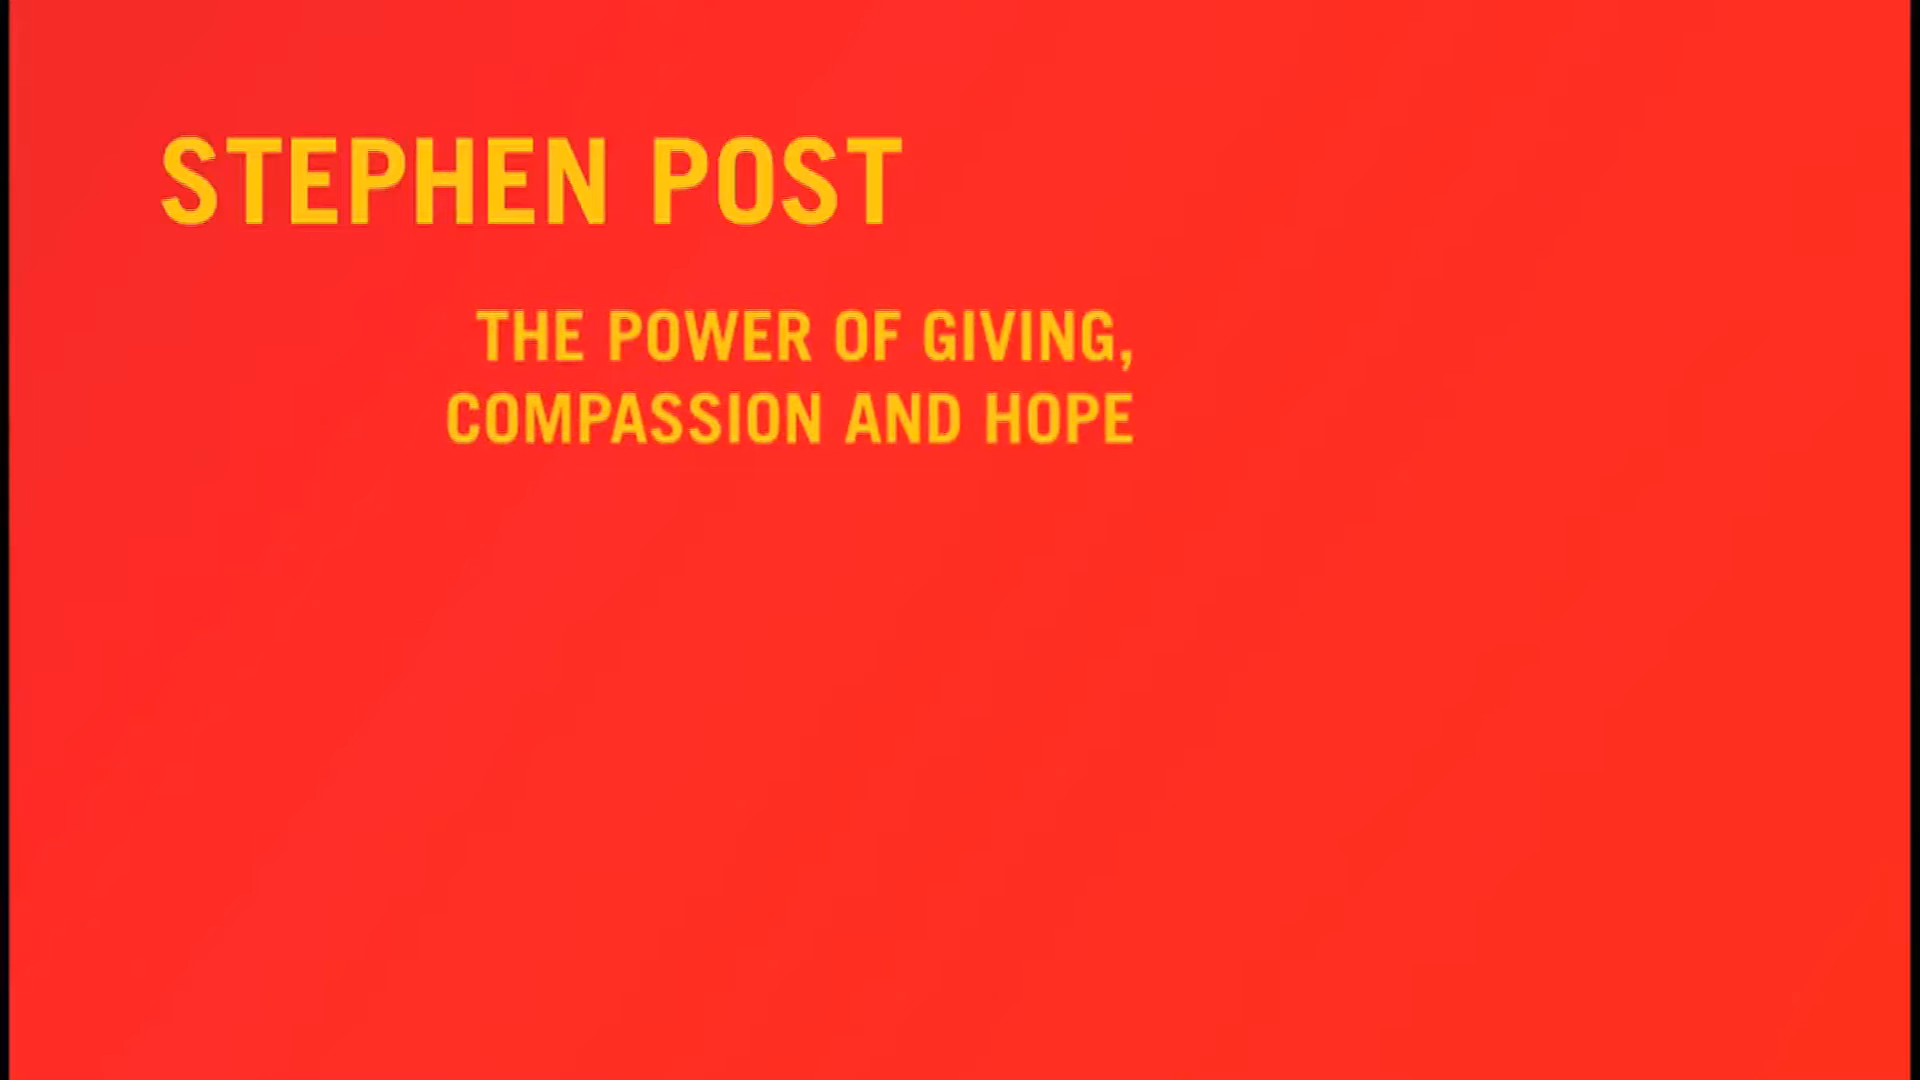 STEPHEN POST
THE POWER OF GIVING,
COMPASSION AND HOPE